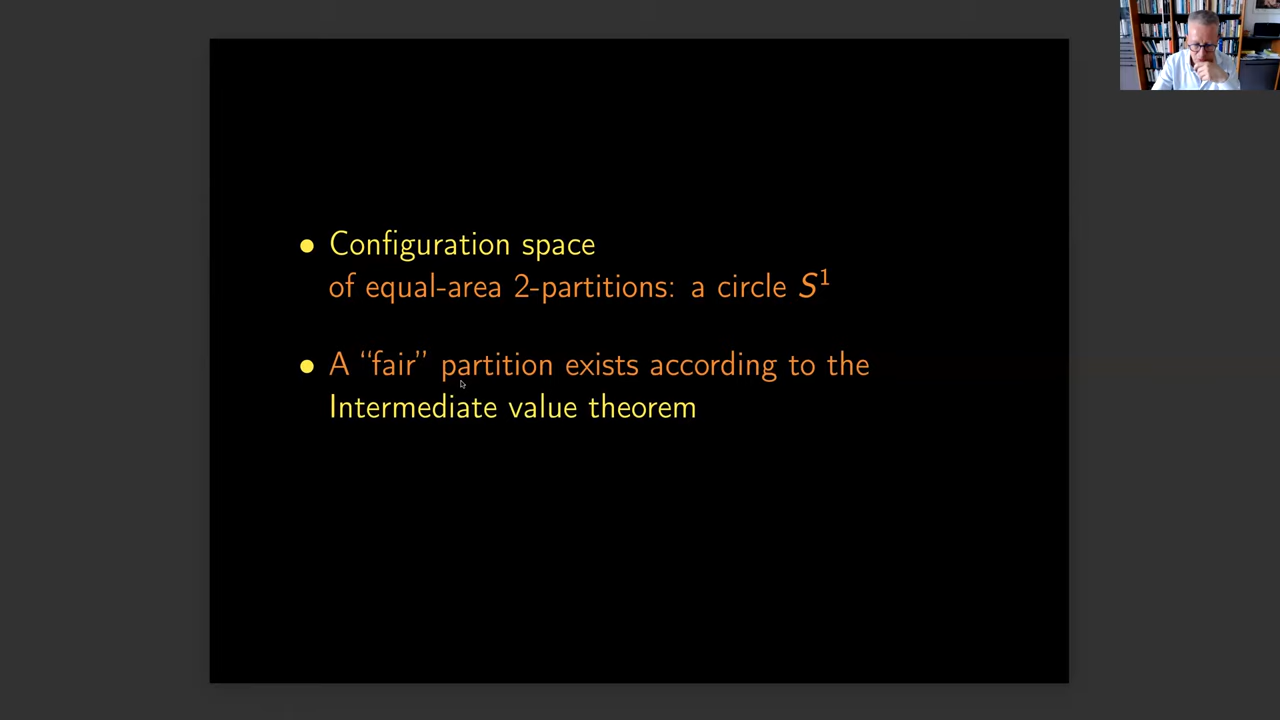 • Configuration space
of equal-area 2-partitions: a circle S¹
• A “fair” partition exists according to the
Intermediate value theorem